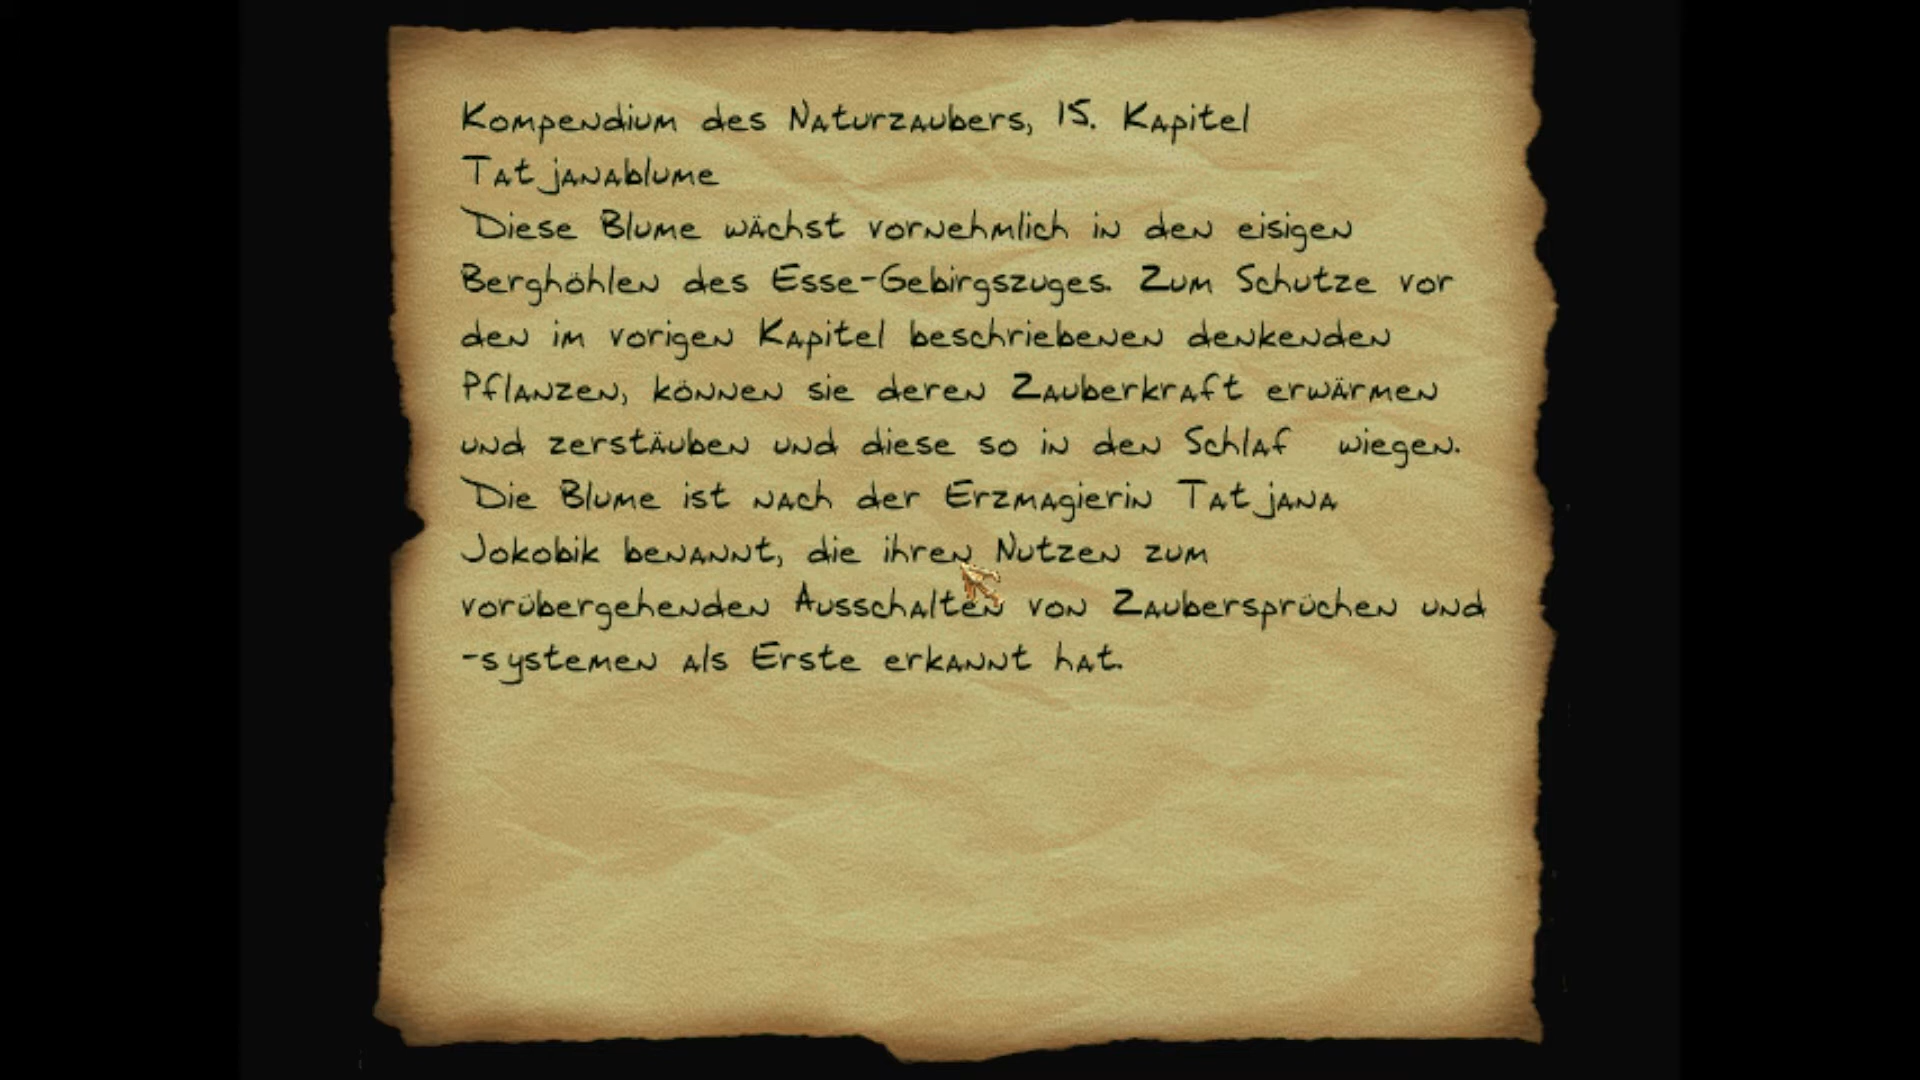 Kompendium des Naturzaubers, 15. Kapitel
Tatjanablume
Diese Blume wächst vornehmlich in den eisigen
Berghöhlen des Esse-Gebirgszuges. Zum Schutze vor
den im vorigen Kapitel beschriebenen denkenden
Pflanzen, können sie deren Zauberkraft erwärmen
und zerstäuben und diese so in den Schlaf wiegen.
Die Blume ist nach der Erzmagierin Tatjana
Jokobik benannt, die ihren Nutzen zum
vorübergehenden Ausschalten von Zaubersprüchen und
-systemen als Erste erkannt hat.